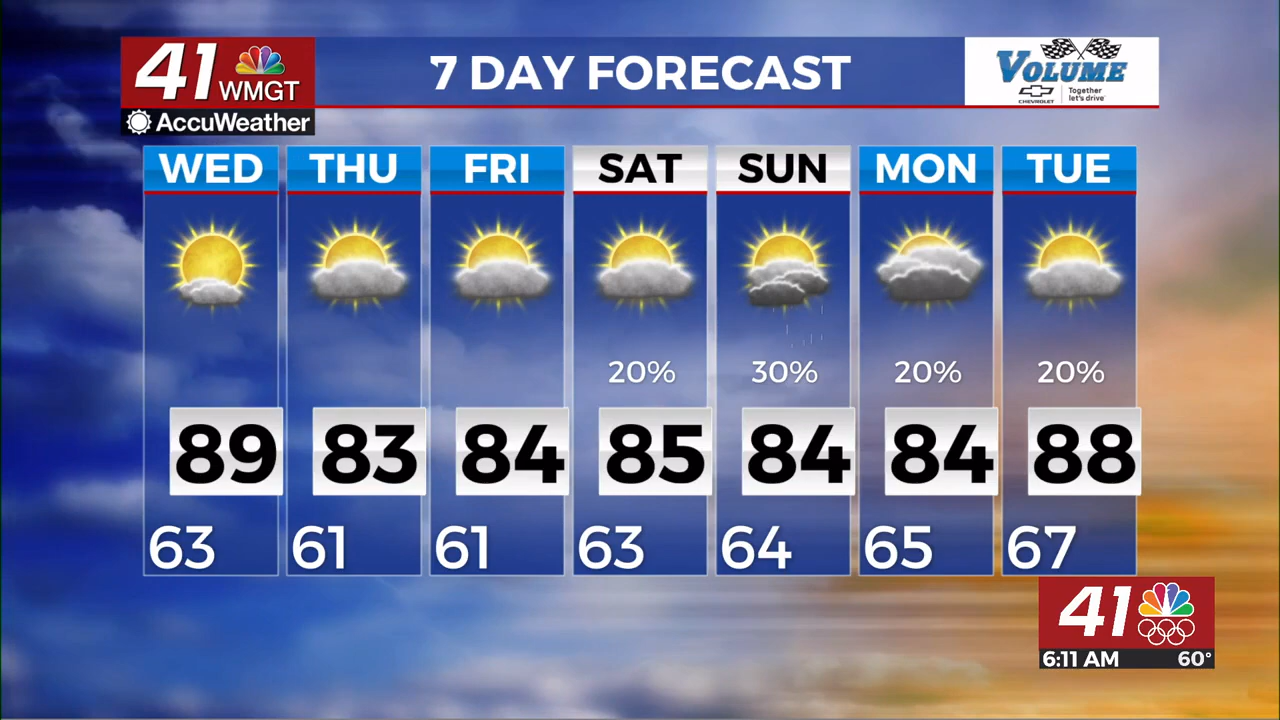 41 WMGT
AccuWeather
7 DAY FORECAST
VOLUME
CHEVROLET
Together
let's drive
WED THU FRI SAT SUN MON TUE
20% 30% 20% 20%
89 83 84 85 84 84 88
63 61 61 63 64 65 67
41
6:11 AM 60°